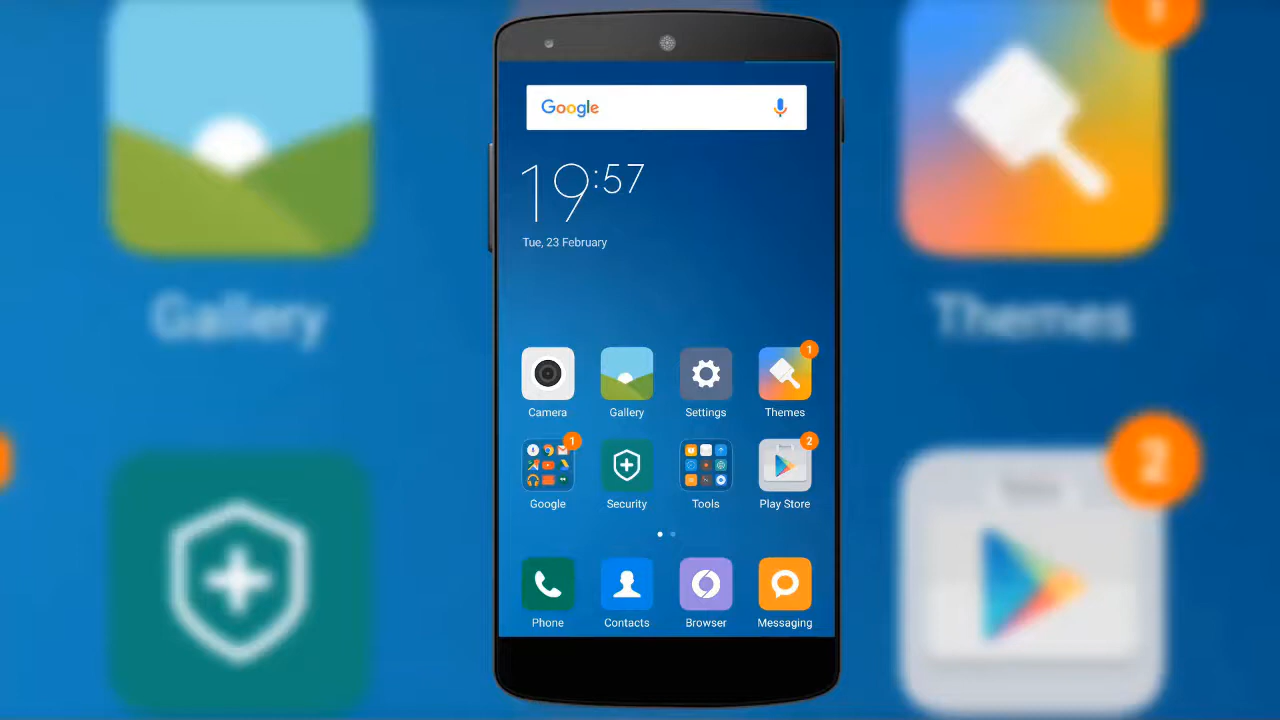 Google
19:57
Tue, 23 February
1
Camera
Gallery
Settings
Themes
1
2
Google
Security
Tools
Play Store
Phone
Contacts
Browser
Messaging
1
Gallery
Themes
2